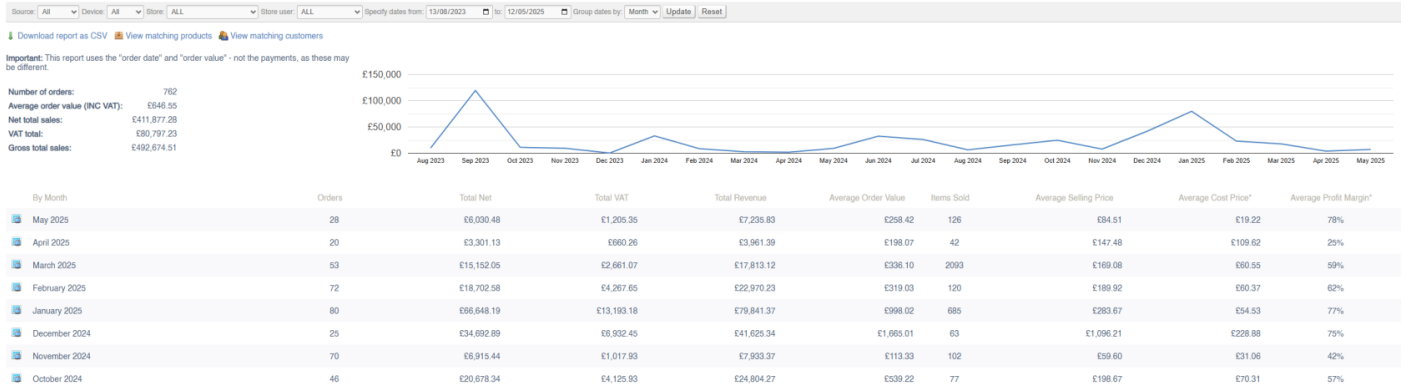 Source: All Device: All Store: ALL Store user: ALL Specify dates from: 13/08/2023 to: 12/05/2025 Group dates by: Month Update Reset
Download report as CSV View matching products View matching customers
Important: This report uses the "order date" and "order value" - not the payments, as these may
be different.
Number of orders: 762
Average order value (INC VAT): £646.55
Net total sales: £411,877.28
VAT total: £80,797.23
Gross total sales: £492,674.51
£150,000
£100,000
£50,000
£0
Aug 2023 Sep 2023 Oct 2023 Nov 2023 Dec 2023 Jan 2024 Feb 2024 Mar 2024 Apr 2024 May 2024 Jun 2024 Jul 2024 Aug 2024 Sep 2024 Oct 2024 Nov 2024 Dec 2024 Jan 2025 Feb 2025 Mar 2025 Apr 2025 May 2025
By Month Orders Total Net Total VAT Total Revenue Average Order Value Items Sold Average Selling Price Average Cost Price* Average Profit Margin*
May 2025 28 £6,030.48 £1,205.35 £7,235.83 £258.42 126 £84.51 £19.22 78%
April 2025 20 £3,301.13 £660.26 £3,961.39 £198.07 42 £147.48 £109.62 25%
March 2025 53 £15,152.05 £2,661.07 £17,813.12 £336.10 2093 £169.08 £60.55 59%
February 2025 72 £18,702.58 £4,267.65 £22,970.23 £319.03 120 £189.92 £60.37 62%
January 2025 80 £66,648.19 £13,193.18 £79,841.37 £998.02 685 £283.67 £54.53 77%
December 2024 25 £34,692.89 £6,932.45 £41,625.34 £1,665.01 63 £1,096.21 £228.88 75%
November 2024 70 £6,915.44 £1,017.93 £7,933.37 £113.33 102 £59.60 £31.06 42%
October 2024 46 £20,678.34 £4,125.93 £24,804.27 £539.22 77 £198.67 £70.31 57%